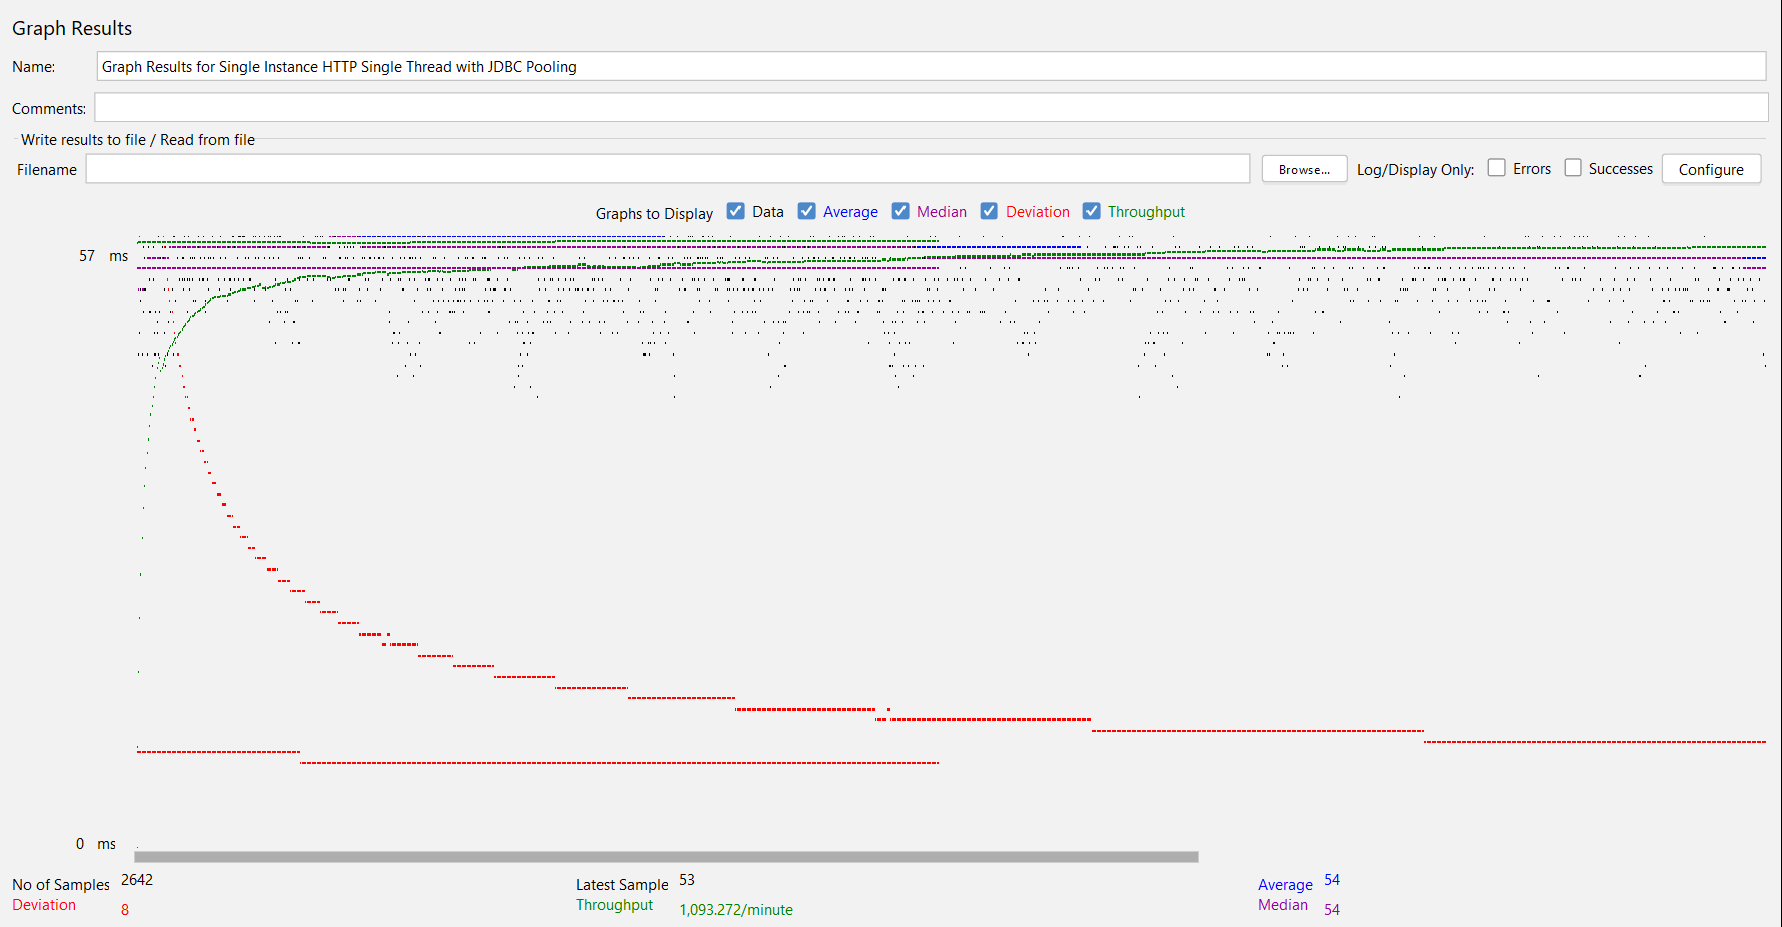 Graph Results
Name: Graph Results for Single Instance HTTP Single Thread with JDBC Pooling
Comments:
Write results to file / Read from file
Filename Browse... Log/Display Only: Errors Successes Configure
Graphs to Display Data Average Median Deviation Throughput
57 ms
0 ms
No of Samples 2642 Latest Sample 53 Average 54
Deviation 8 Throughput 1,093.272/minute Median 54